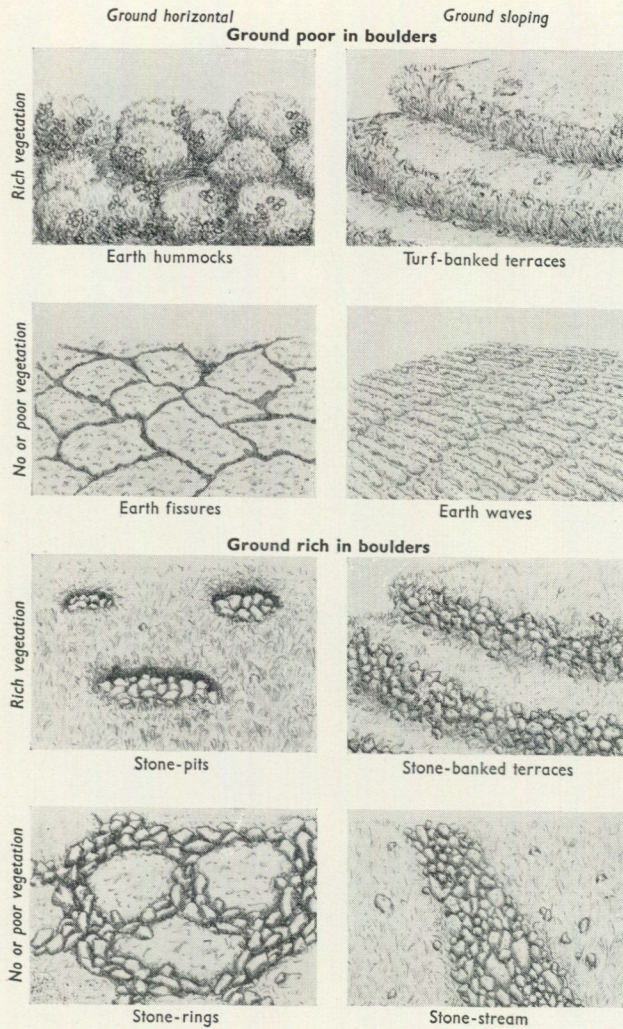 Ground horizontal
Ground sloping
Ground poor in boulders
Rich vegetation
Earth hummocks
Turf-banked terraces
No or poor vegetation
Earth fissures
Earth waves
Ground rich in boulders
Rich vegetation
Stone-pits
Stone-banked terraces
No or poor vegetation
Stone-rings
Stone-stream